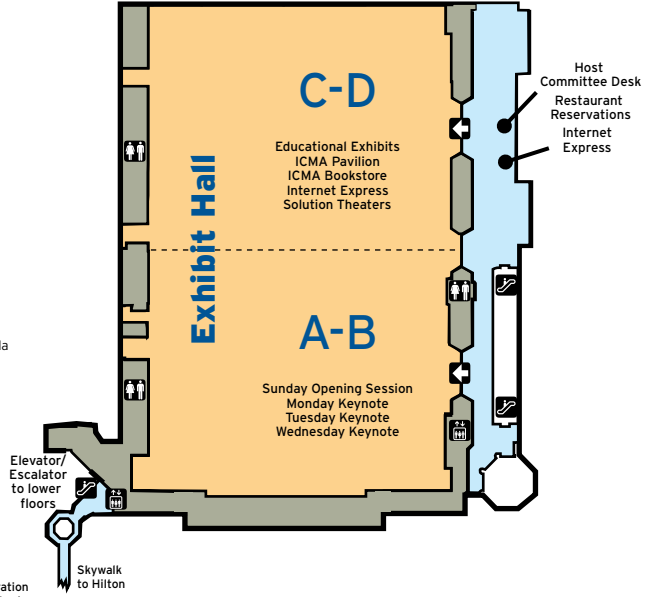 Host
Committee Desk
Restaurant
Reservations
Internet
Express
C-D
Educational Exhibits
ICMA Pavilion
ICMA Bookstore
Internet Express
Solution Theaters
Exhibit Hall
A-B
Sunday Opening Session
Monday Keynote
Tuesday Keynote
Wednesday Keynote
Elevator/
Escalator
to lower
floors
Skywalk
to Hilton